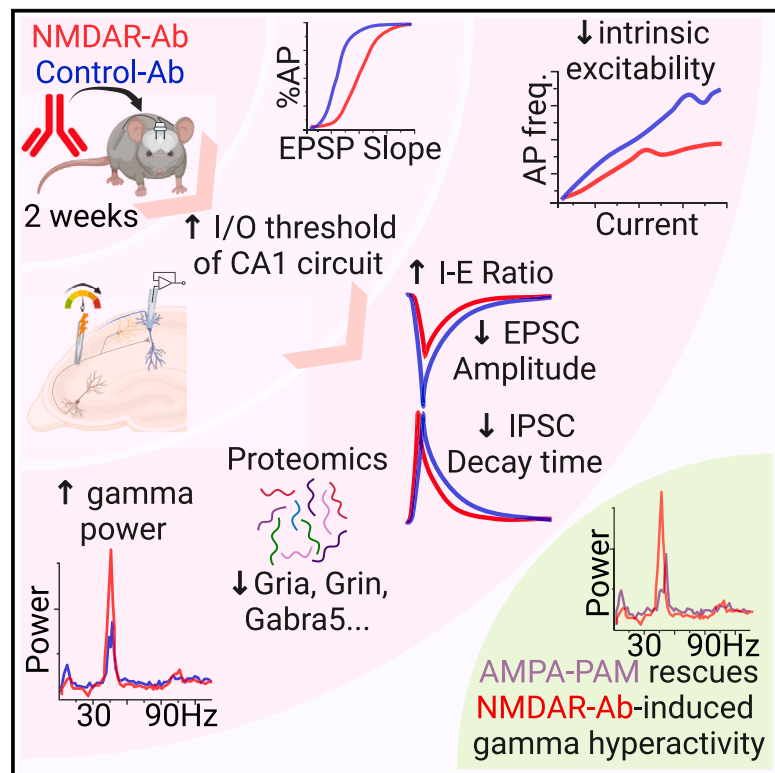 NMDAR-Ab
Control-Ab
2 weeks
%AP
EPSP Slope
↓ intrinsic
excitability
AP freq.
Current
↑ I/O threshold
of CA1 circuit
↑ I-E Ratio
↓ EPSC
Amplitude
↓ IPSC
Decay time
Proteomics
↓ Gria, Grin,
Gabra5...
↑ gamma
power
Power
30 90Hz
Power
30 90Hz
AMPA-PAM rescues
NMDAR-Ab-induced
gamma hyperactivity